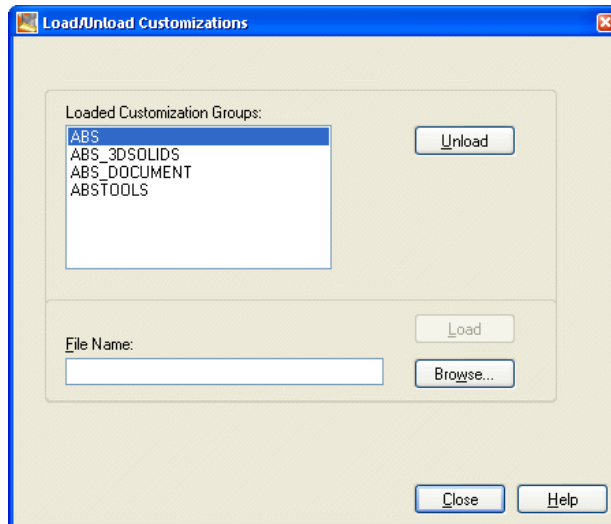 Load/Unload Customizations
Loaded Customization Groups:
ABS
ABS_3DSOLIDS
ABS_DOCUMENT
ABSTOOLS
Unload
Load
File Name:
Browse...
Close
Help